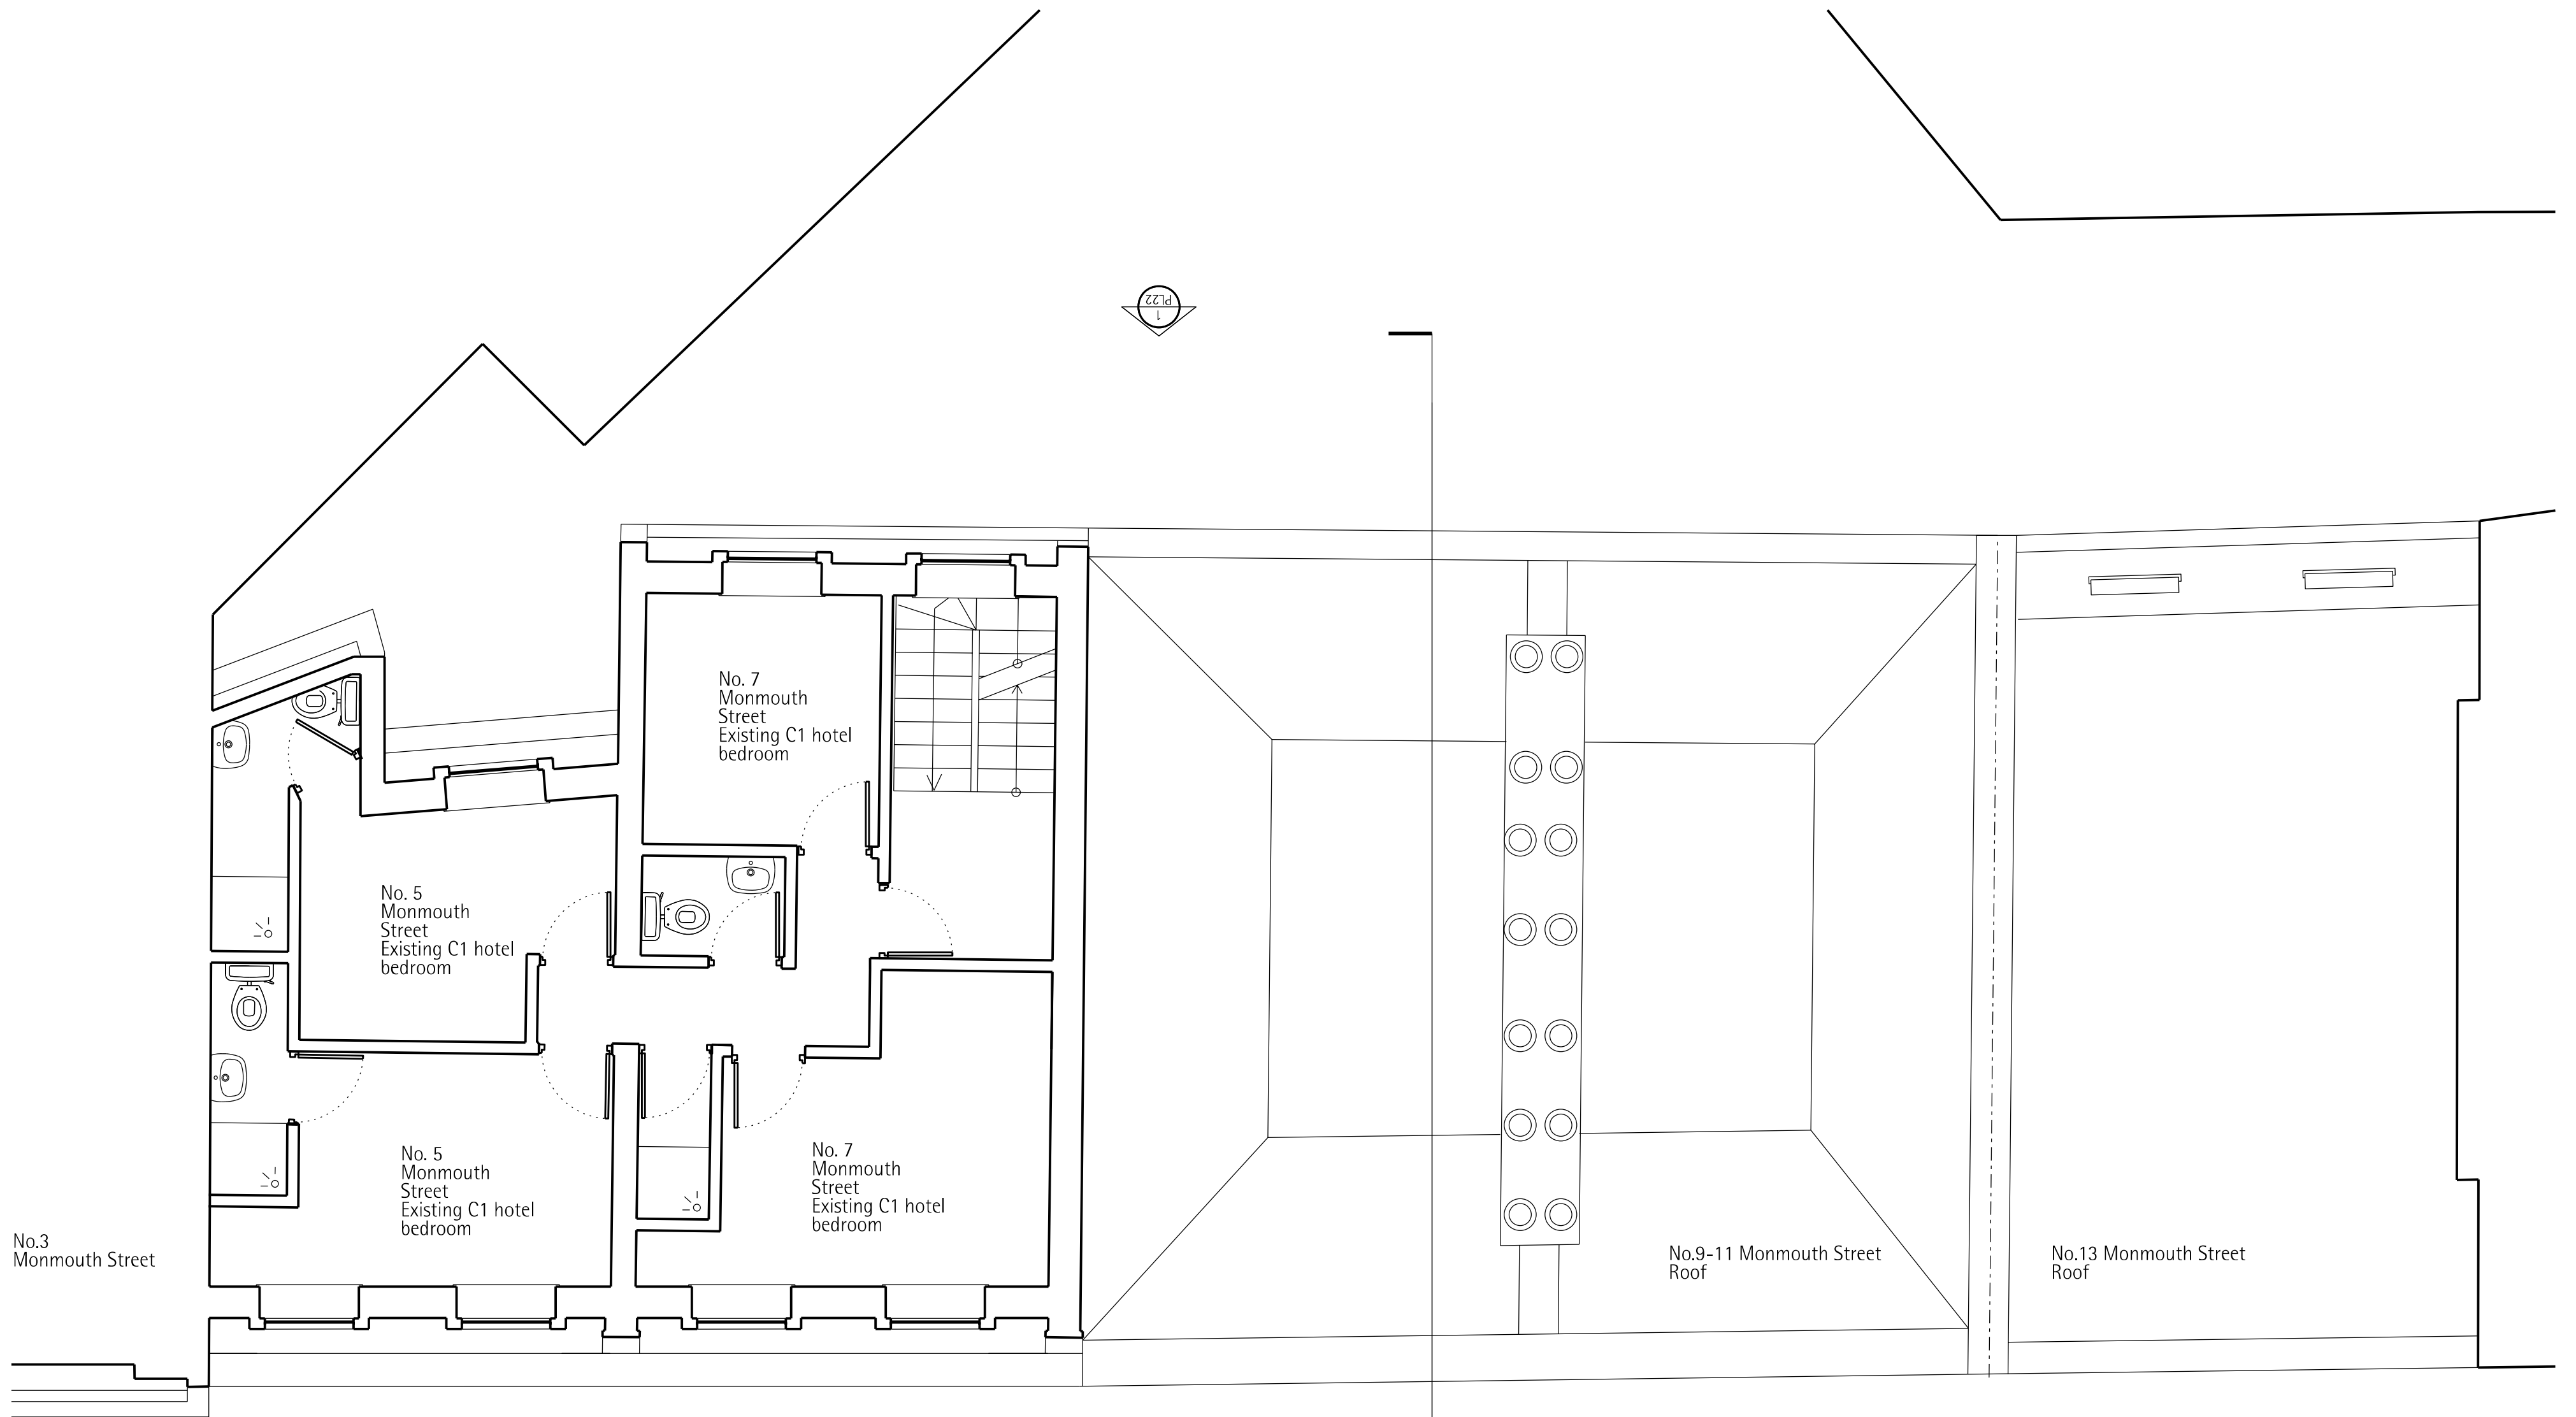 PL22
1
No. 7
Monmouth
Street
Existing C1 hotel
bedroom
No. 5
Monmouth
Street
Existing C1 hotel
bedroom
No. 5
Monmouth
Street
Existing C1 hotel
bedroom
No. 7
Monmouth
Street
Existing C1 hotel
bedroom
No.3
Monmouth Street
No.9-11 Monmouth Street
Roof
No.13 Monmouth Street
Roof